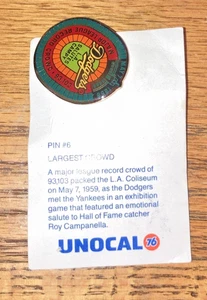 Dodgers
PIN #6
LARGEST CROWD
A major league record crowd of
93,103 packed the L.A. Coliseum
on May 7, 1959, as the Dodgers
met the Yankees in an exhibition
game that featured an emotional
salute to Hall of Fame catcher
Roy Campanella.
UNOCAL 76